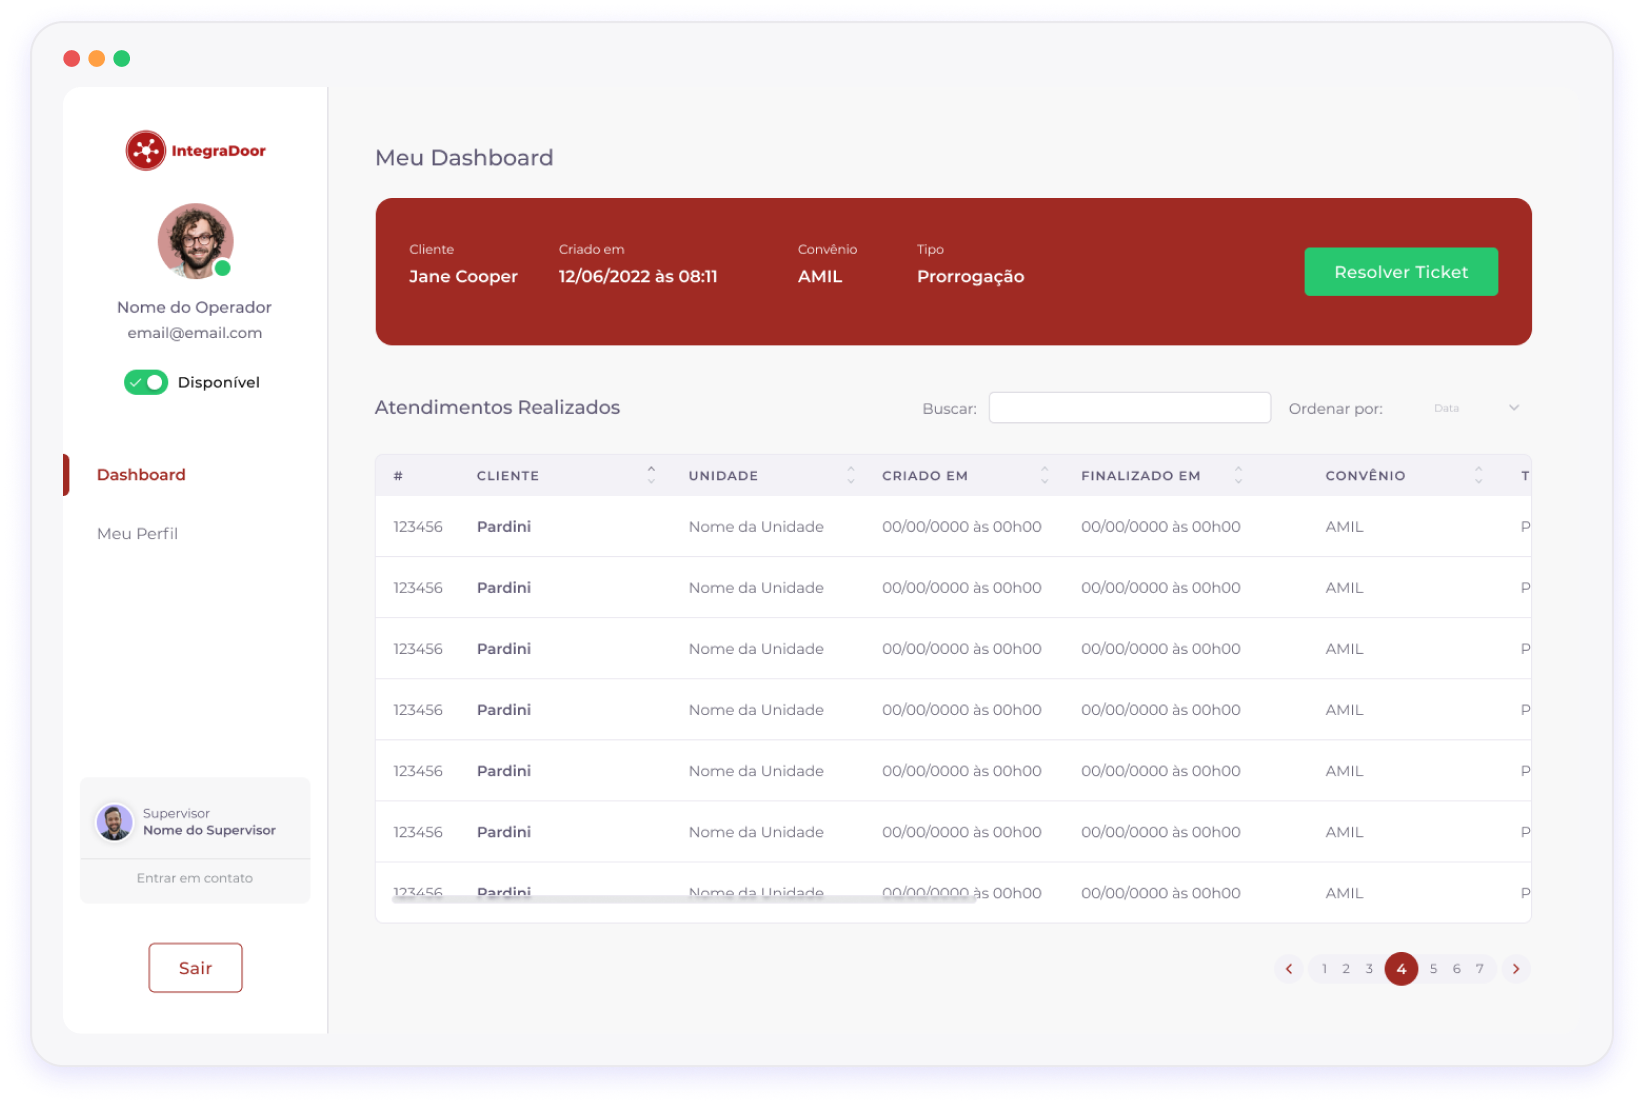 IntegraDoor
Nome do Operador
email@email.com
Disponível
Dashboard
Meu Perfil
Supervisor
Nome do Supervisor
Entrar em contato
Sair
Meu Dashboard
Cliente Criado em Convênio Tipo
Jane Cooper 12/06/2022 às 08:11 AMIL Prorrogação
Resolver Ticket
Atendimentos Realizados Buscar: Ordenar por: Data
# CLIENTE UNIDADE CRIADO EM FINALIZADO EM CONVÊNIO T
123456 Pardini Nome da Unidade 00/00/0000 às 00h00 00/00/0000 às 00h00 AMIL P
123456 Pardini Nome da Unidade 00/00/0000 às 00h00 00/00/0000 às 00h00 AMIL P
123456 Pardini Nome da Unidade 00/00/0000 às 00h00 00/00/0000 às 00h00 AMIL P
123456 Pardini Nome da Unidade 00/00/0000 às 00h00 00/00/0000 às 00h00 AMIL P
123456 Pardini Nome da Unidade 00/00/0000 às 00h00 00/00/0000 às 00h00 AMIL P
123456 Pardini Nome da Unidade 00/00/0000 às 00h00 00/00/0000 às 00h00 AMIL P
123456 Pardini Nome da Unidade 00/00/0000 às 00h00 00/00/0000 às 00h00 AMIL P
1 2 3 4 5 6 7